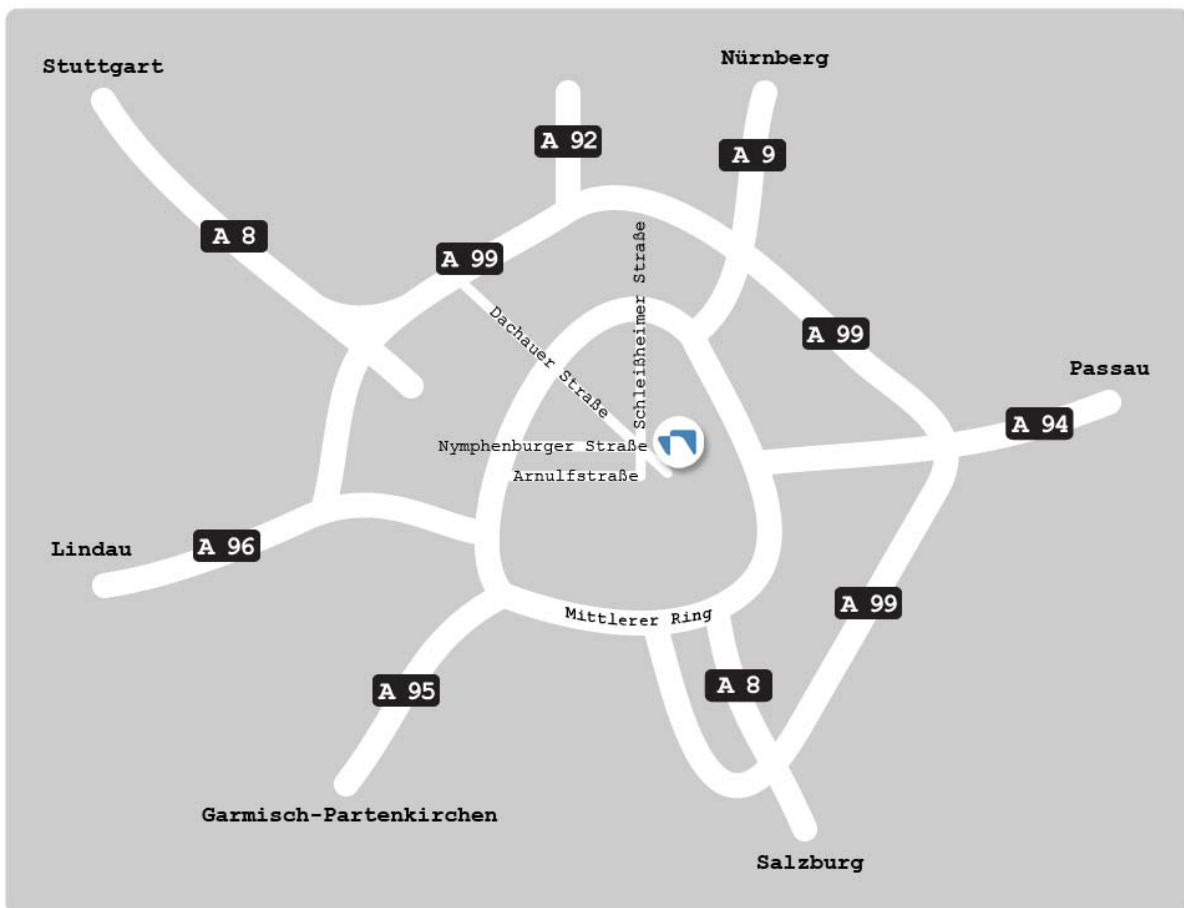 Nürnberg
Stuttgart
A 92
A 9
A 8
A 99
Schleißheimer Straße
Dachauer Straße
A 99
Passau
A 94
Nymphenburger Straße
Arnulfstraße
Lindau
A 96
A 99
Mittlerer Ring
A 8
A 95
Garmisch-Partenkirchen
Salzburg